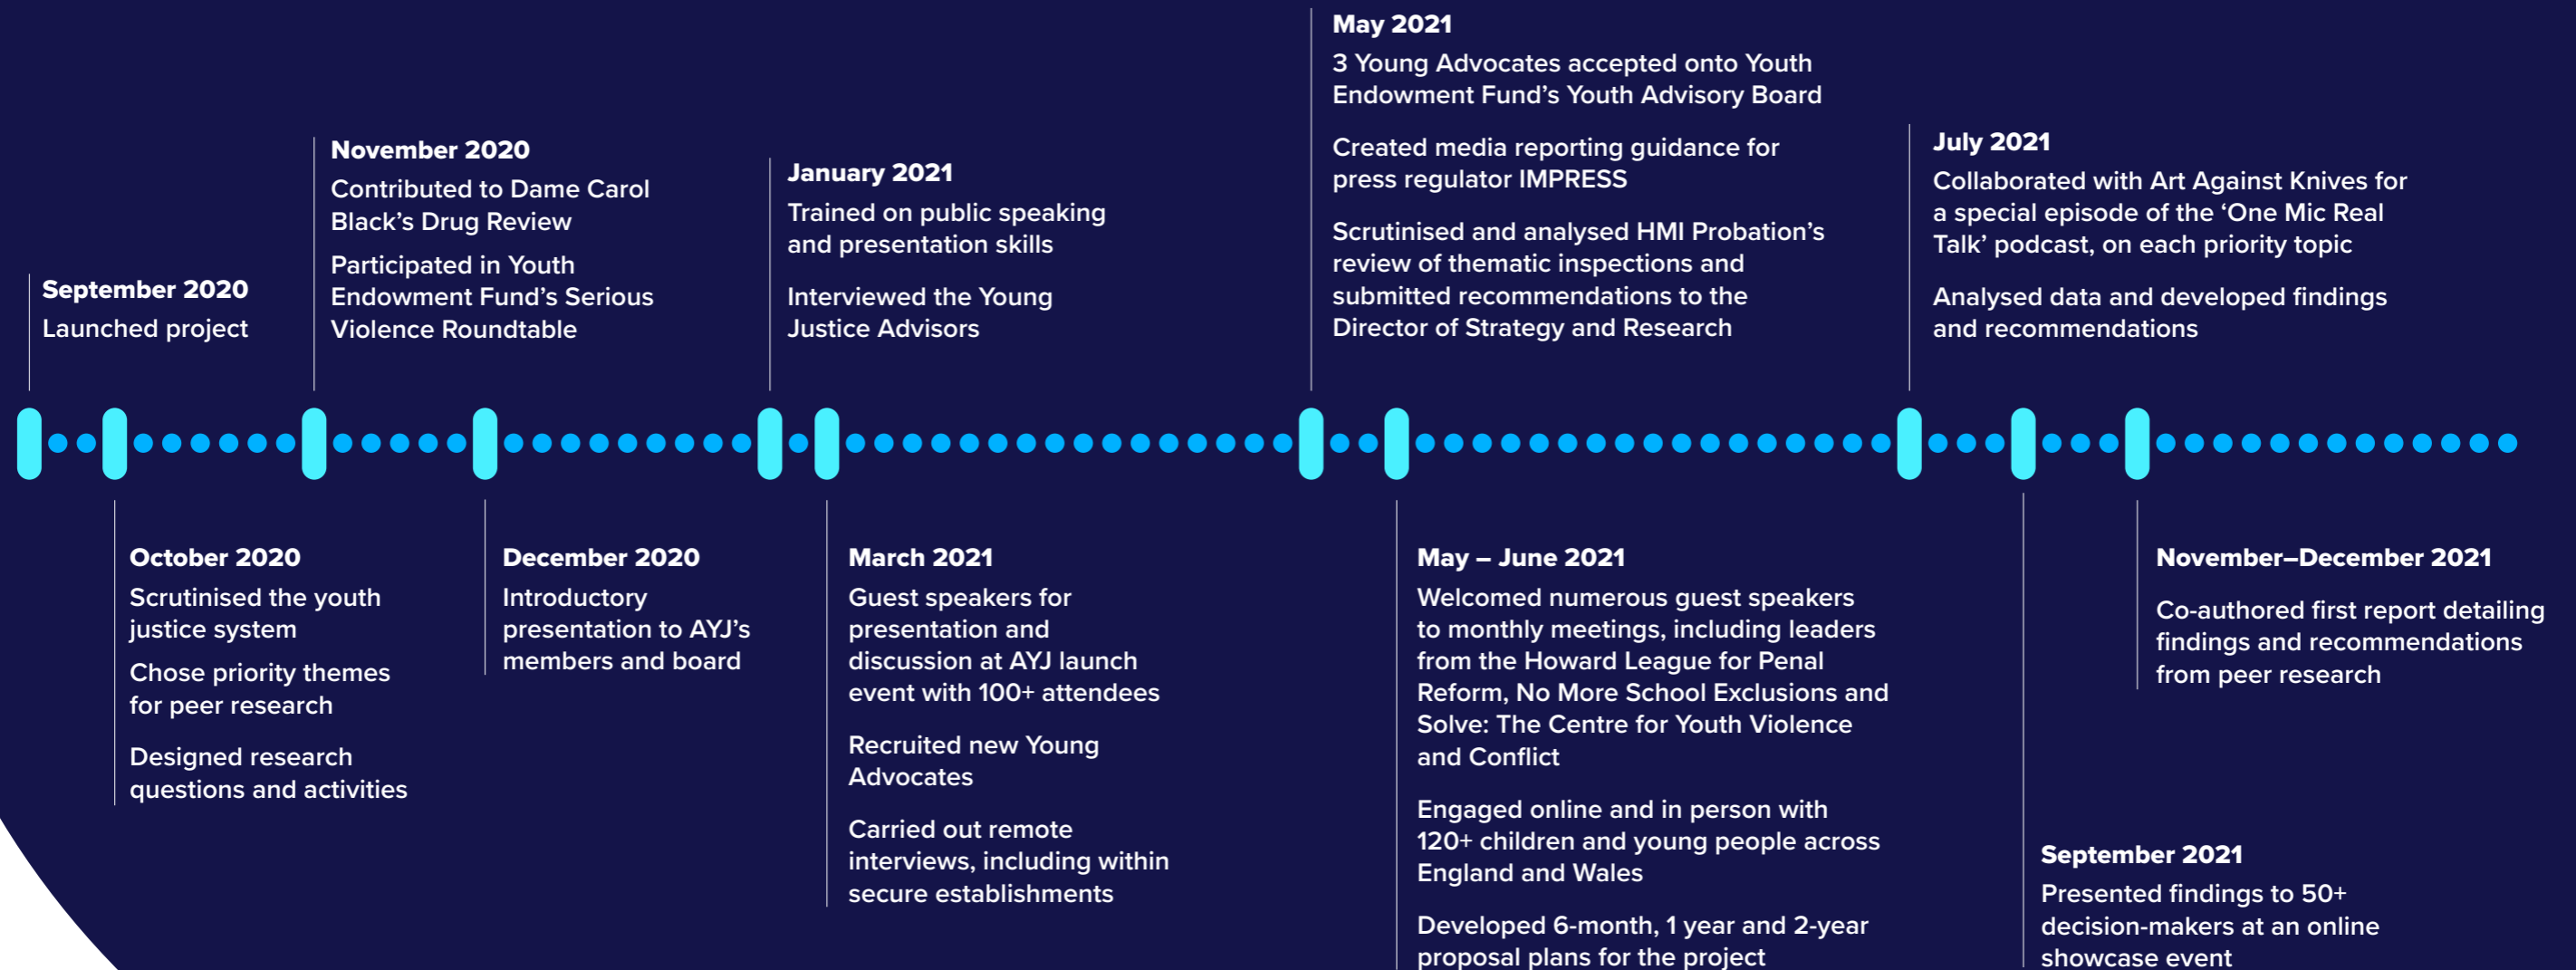 September 2020
Launched project
October 2020
Scrutinised the youth
justice system
Chose priority themes
for peer research
Designed research
questions and activities
November 2020
Contributed to Dame Carol
Black’s Drug Review
Participated in Youth
Endowment Fund’s Serious
Violence Roundtable
December 2020
Introductory
presentation to AYJ’s
members and board
January 2021
Trained on public speaking
and presentation skills
Interviewed the Young
Justice Advisors
March 2021
Guest speakers for
presentation and
discussion at AYJ launch
event with 100+ attendees
Recruited new Young
Advocates
Carried out remote
interviews, including within
secure establishments
May 2021
3 Young Advocates accepted onto Youth
Endowment Fund’s Youth Advisory Board
Created media reporting guidance for
press regulator IMPRESS
Scrutinised and analysed HMI Probation’s
review of thematic inspections and
submitted recommendations to the
Director of Strategy and Research
May – June 2021
Welcomed numerous guest speakers
to monthly meetings, including leaders
from the Howard League for Penal
Reform, No More School Exclusions and
Solve: The Centre for Youth Violence
and Conflict
Engaged online and in person with
120+ children and young people across
England and Wales
Developed 6-month, 1 year and 2-year
proposal plans for the project
July 2021
Collaborated with Art Against Knives for
a special episode of the ‘One Mic Real
Talk’ podcast, on each priority topic
Analysed data and developed findings
and recommendations
September 2021
Presented findings to 50+
decision-makers at an online
showcase event
November–December 2021
Co-authored first report detailing
findings and recommendations
from peer research